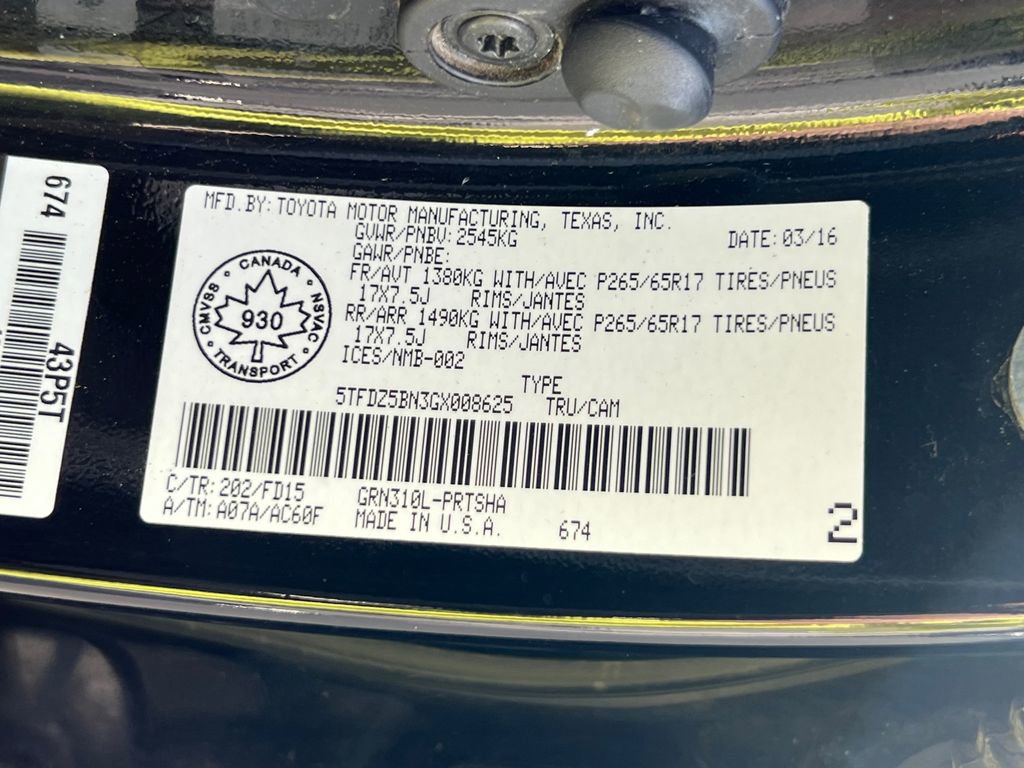 674
43P5T
MFD. BY: TOYOTA MOTOR MANUFACTURING, TEXAS, INC.
GVWR/PNBV: 2545KG
DATE: 03/16
GAWR/PNBE:
FR/AVT 1380KG WITH/AVEC P265/65R17 TIRES/PNEUS
17X7.5J RIMS/JANTES
RR/ARR 1490KG WITH/AVEC P265/65R17 TIRES/PNEUS
17X7.5J RIMS/JANTES
ICES/NMB-002
CANADA
CMVSS
NSVAC
930
TRANSPORT
TYPE
5TFDZ5BN3GX008625 TRU/CAM
C/TR: 202/FD15 GRN310L-PRTSHA
A/TM: A07A/AC60F MADE IN U.S.A. 674
2